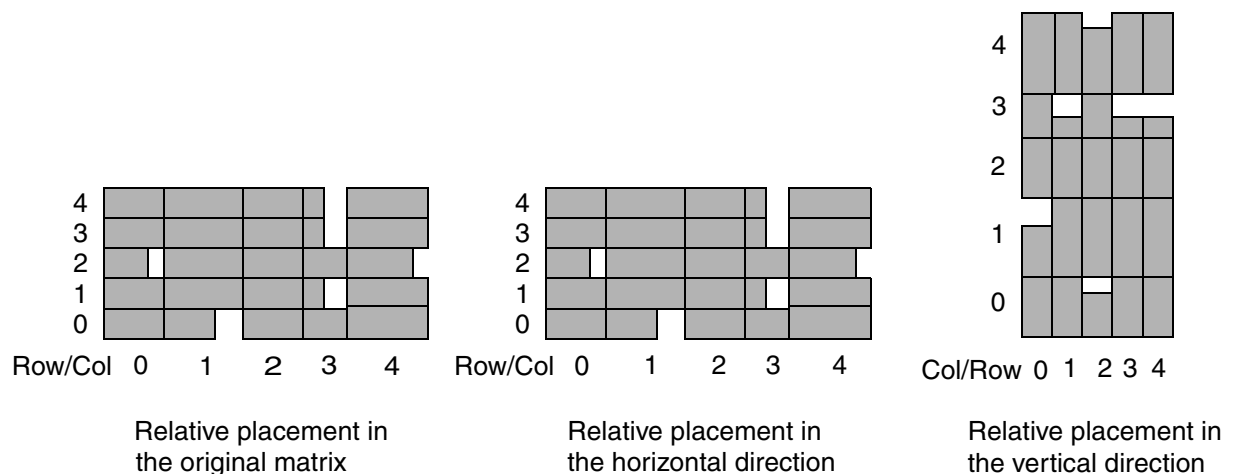 4
3
2
1
0
Row/Col 0 1 2 3 4
Relative placement in
the original matrix
4
3
2
1
0
Row/Col 0 1 2 3 4
Relative placement in
the horizontal direction
4
3
2
1
0
Col/Row 0 1 2 3 4
Relative placement in
the vertical direction